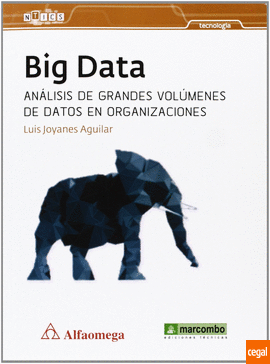 NTICS
tecnología
Big Data
ANÁLISIS DE GRANDES VOLÚMENES
DE DATOS EN ORGANIZACIONES
Luis Joyanes Aguilar
Alfaomega
marcombo
ediciones técnicas
cegal